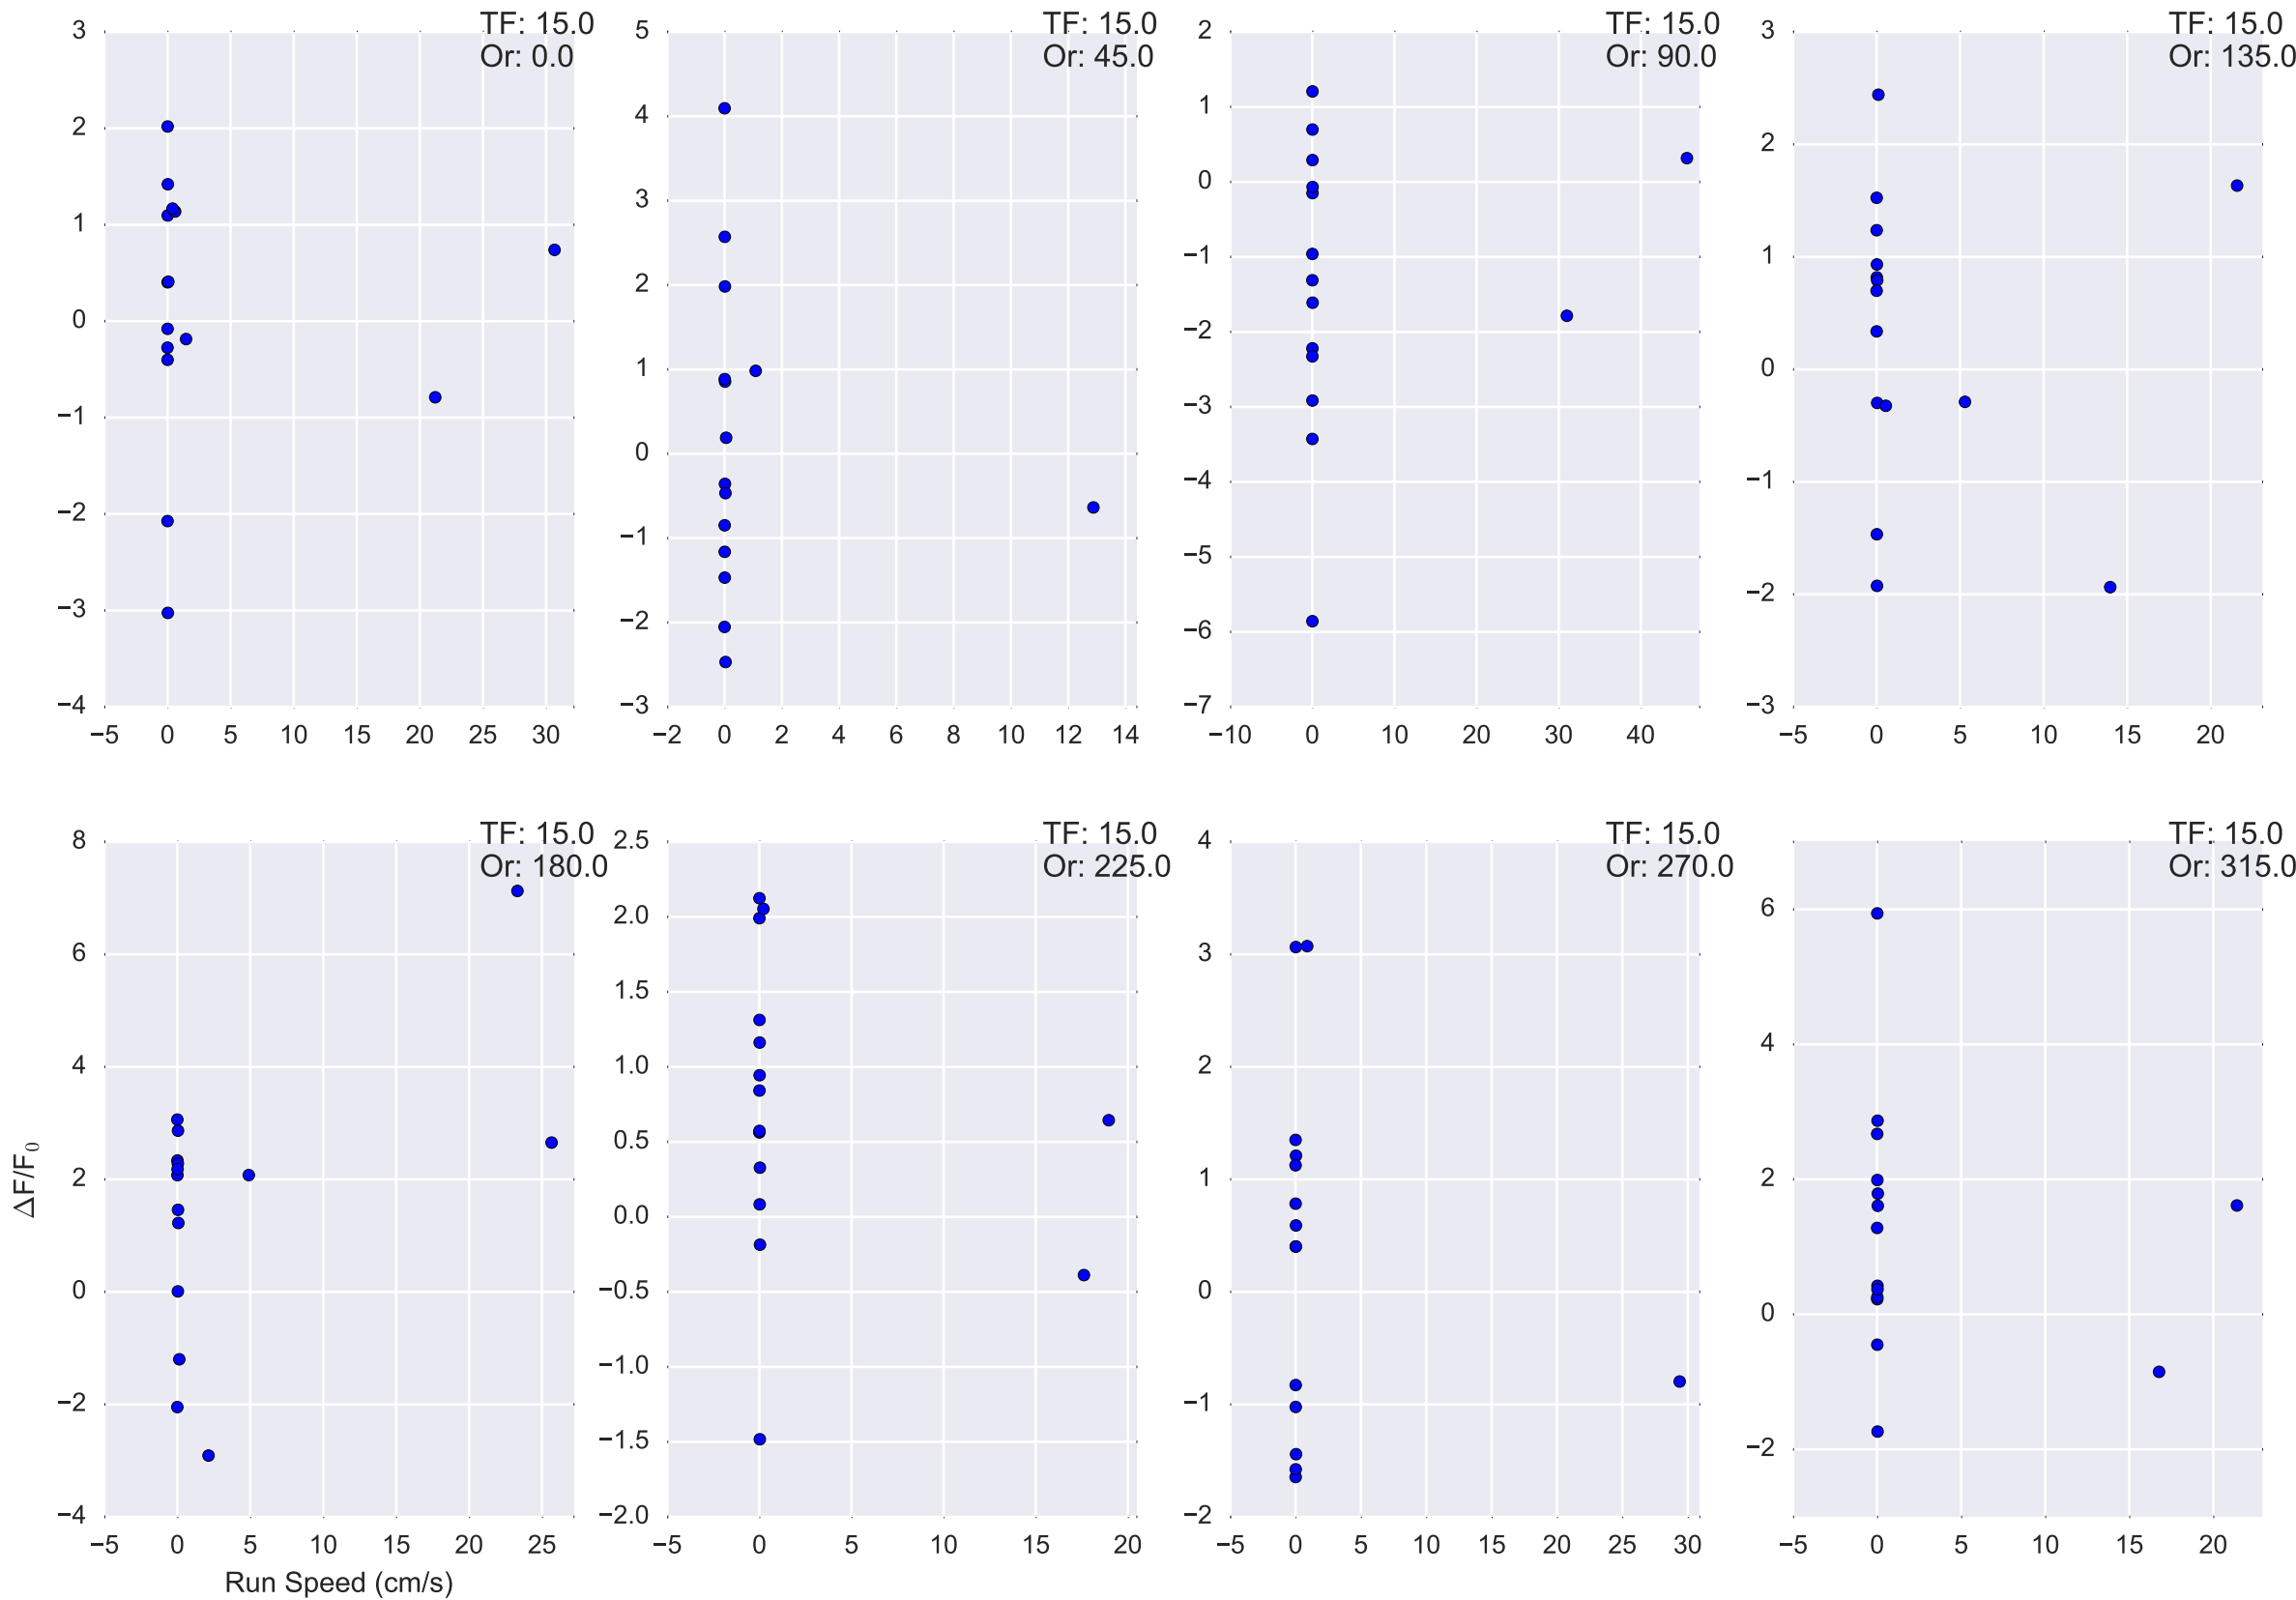 TF: 15.0
Or: 0.0
3
2
1
0
−1
−2
−3
−4
−5 0 5 10 15 20 25 30
TF: 15.0
Or: 45.0
5
4
3
2
1
0
−1
−2
−3
−2 0 2 4 6 8 10 12 14
TF: 15.0
Or: 90.0
2
1
0
−1
−2
−3
−4
−5
−6
−7
−10 0 10 20 30 40
TF: 15.0
Or: 135.0
3
2
1
0
−1
−2
−3
−5 0 5 10 15 20
TF: 15.0
Or: 180.0
8
6
4
2
0
−2
−4
ΔF/F₀
−5 0 5 10 15 20 25
Run Speed (cm/s)
TF: 15.0
Or: 225.0
2.5
2.0
1.5
1.0
0.5
0.0
−0.5
−1.0
−1.5
−2.0
−5 0 5 10 15 20
TF: 15.0
Or: 270.0
4
3
2
1
0
−1
−2
−5 0 5 10 15 20 25 30
TF: 15.0
Or: 315.0
6
4
2
0
−2
−5 0 5 10 15 20